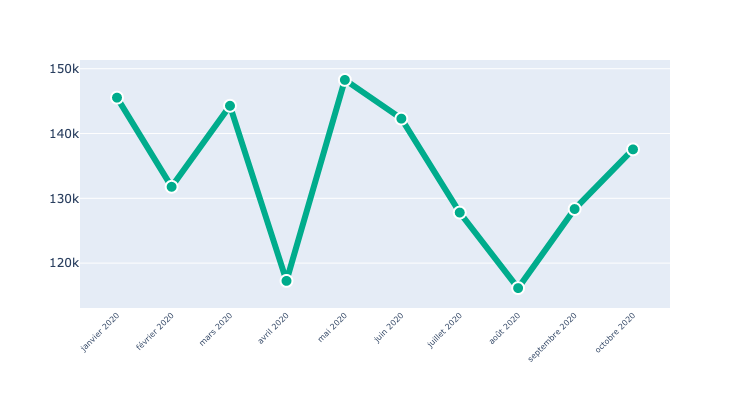 150k
140k
130k
120k
janvier 2020
février 2020
mars 2020
avril 2020
mai 2020
juin 2020
juillet 2020
août 2020
septembre 2020
octobre 2020